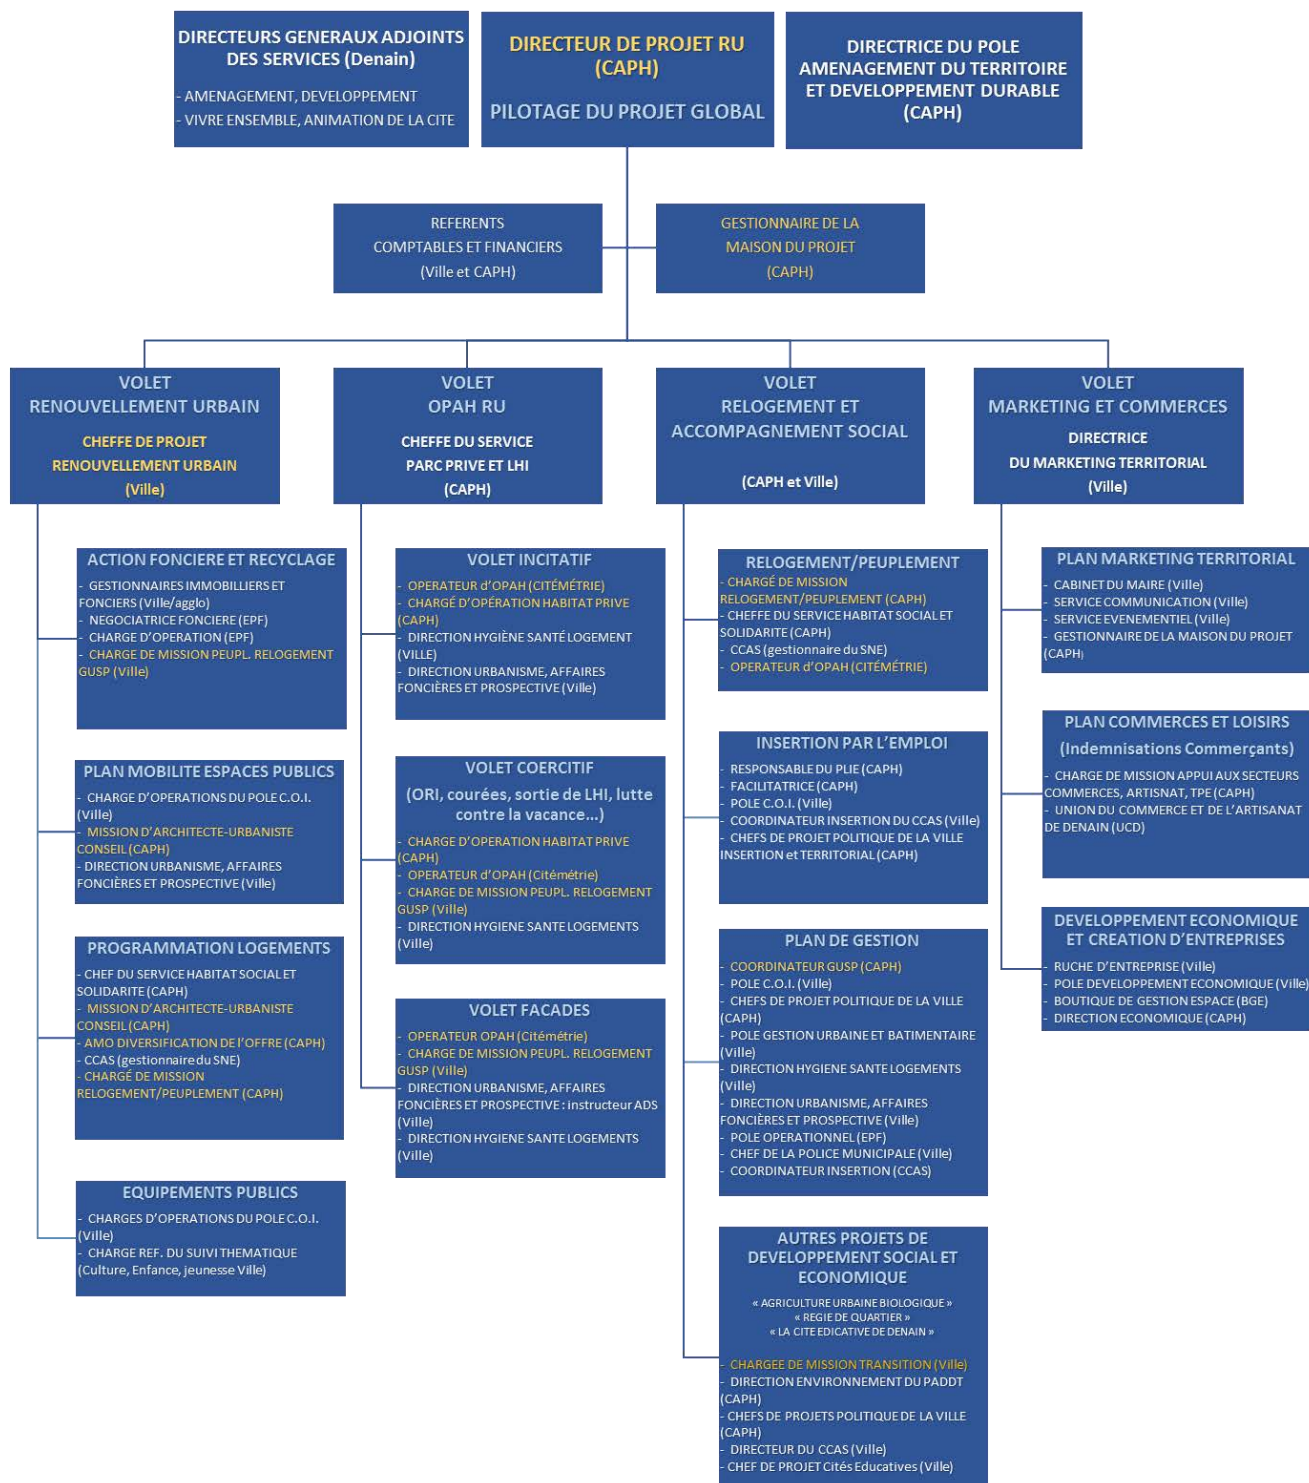 DIRECTEURS GENERAUX ADJOINTS
DES SERVICES (Denain)
- AMENAGEMENT, DEVELOPPEMENT
- VIVRE ENSEMBLE, ANIMATION DE LA CITE
DIRECTEUR DE PROJET RU
(CAPH)
PILOTAGE DU PROJET GLOBAL
DIRECTRICE DU POLE
AMENAGEMENT DU TERRITOIRE
ET DEVELOPPEMENT DURABLE
(CAPH)
REFERENTS
COMPTABLES ET FINANCIERS
(Ville et CAPH)
GESTIONNAIRE DE LA
MAISON DU PROJET
(CAPH)
VOLET
RENOUVELLEMENT URBAIN
CHEFFE DE PROJET
RENOUVELLEMENT URBAIN
(Ville)
ACTION FONCIERE ET RECYCLAGE
- GESTIONNAIRES IMMOBILLIERS ET
FONCIERS (Ville/agglo)
- NEGOCIATRICE FONCIERE (EPF)
- CHARGE D'OPERATION (EPF)
- CHARGE DE MISSION PEUPL. RELOGEMENT
GUSP (Ville)
PLAN MOBILITE ESPACES PUBLICS
- CHARGE D'OPERATIONS DU POLE C.O.I.
(Ville)
- MISSION D'ARCHITECTE-URBANISTE
CONSEIL (CAPH)
- DIRECTION URBANISME, AFFAIRES
FONCIÈRES ET PROSPECTIVE (Ville)
PROGRAMMATION LOGEMENTS
- CHEF DU SERVICE HABITAT SOCIAL ET
SOLIDARITE (CAPH)
- MISSION D'ARCHITECTE-URBANISTE
CONSEIL (CAPH)
- AMO DIVERSIFICATION DE l'OFFRE (CAPH)
- CCAS (gestionnaire du SNE)
- CHARGÉ DE MISSION
RELOGEMENT/PEUPLEMENT (CAPH)
EQUIPEMENTS PUBLICS
- CHARGES D'OPERATIONS DU POLE C.O.I.
(Ville)
- CHARGE REF. DU SUIVI THEMATIQUE
(Culture, Enfance, jeunesse Ville)
VOLET
OPAH RU
CHEFFE DU SERVICE
PARC PRIVE ET LHI
(CAPH)
VOLET INCITATIF
- OPERATEUR d'OPAH (CITÉMÉTRIE)
- CHARGÉ D'OPÉRATION HABITAT PRIVE
(CAPH)
- DIRECTION HYGIÈNE SANTÉ LOGEMENT
(VILLE)
- DIRECTION URBANISME, AFFAIRES
FONCIÈRES ET PROSPECTIVE (Ville)
VOLET COERCITIF
(ORI, courées, sortie de LHI, lutte
contre la vacance...)
- CHARGE D'OPERATION HABITAT PRIVE
(CAPH)
- OPERATEUR d'OPAH (Citémétrie)
- CHARGE DE MISSION PEUPL. RELOGEMENT
GUSP (Ville)
- DIRECTION HYGIENE SANTE LOGEMENTS
(Ville)
VOLET FACADES
- OPERATEUR OPAH (Citémétrie)
- CHARGE DE MISSION PEUPL. RELOGEMENT
GUSP (Ville)
- DIRECTION URBANISME, AFFAIRES
FONCIÈRES ET PROSPECTIVE : instructeur ADS
(Ville)
- DIRECTION HYGIENE SANTE LOGEMENTS
(Ville)
VOLET
RELOGEMENT ET
ACCOMPAGNEMENT SOCIAL
(CAPH et Ville)
RELOGEMENT/PEUPLEMENT
- CHARGÉ DE MISSION
RELOGEMENT/PEUPLEMENT (CAPH)
- CHEFFE DU SERVICE HABITAT SOCIAL ET
SOLIDARITE (CAPH)
- CCAS (gestionnaire du SNE)
- OPERATEUR d'OPAH (CITÉMÉTRIE)
INSERTION PAR L'EMPLOI
- RESPONSABLE DU PLIE (CAPH)
- FACILITATRICE (CAPH)
- POLE C.O.I. (Ville)
- COORDINATEUR INSERTION DU CCAS (Ville)
- CHEFS DE PROJET POLITIQUE DE LA VILLE
INSERTION et TERRITORIAL (CAPH)
PLAN DE GESTION
- COORDINATEUR GUSP (CAPH)
- POLE C.O.I. (Ville)
- CHEFS DE PROJET POLITIQUE DE LA VILLE
(CAPH)
- POLE GESTION URBAINE ET BATIMENTAIRE
(Ville)
- DIRECTION HYGIENE SANTE LOGEMENTS
(Ville)
- DIRECTION URBANISME, AFFAIRES
FONCIÈRES ET PROSPECTIVE (Ville)
- POLE OPERATIONNEL (EPF)
- CHEF DE LA POLICE MUNICIPALE (Ville)
- COORDINATEUR INSERTION (CCAS)
AUTRES PROJETS DE
DEVELOPPEMENT SOCIAL ET
ECONOMIQUE
« AGRICULTURE URBAINE BIOLOGIQUE »
« REGIE DE QUARTIER »
« LA CITE EDICATIVE DE DENAIN »
- CHARGEE DE MISSION TRANSITION (Ville)
- DIRECTION ENVIRONEMENT DU PADDT
(CAPH)
- CHEFS DE PROJETS POLITIQUE DE LA VILLE
(CAPH)
- DIRECTEUR DU CCAS (Ville)
- CHEF DE PROJET Cités Educatives (Ville)
VOLET
MARKETING ET COMMERCES
DIRECTRICE
DU MARKETING TERRITORIAL
(Ville)
PLAN MARKETING TERRITORIAL
- CABINET DU MAIRE (Ville)
- SERVICE COMMUNICATION (Ville)
- SERVICE EVENEMENTIEL (Ville)
- GESTIONNAIRE DE LA MAISON DU PROJET
(CAPH)
PLAN COMMERCES ET LOISIRS
(Indemnisations Commerçants)
- CHARGE DE MISSION APPUI AUX SECTEURS
COMMERCES, ARTISNAT, TPE (CAPH)
- UNION DU COMMERCE ET DE L'ARTISANAT
DE DENAIN (UCD)
DEVELOPPEMENT ECONOMIQUE
ET CREATION D'ENTREPRISES
- RUCHE D'ENTREPRISE (Ville)
- POLE DEVELOPPEMENT ECONOMIQUE (Ville)
- BOUTIQUE DE GESTION ESPACE (BGE)
- DIRECTION ECONOMIQUE (CAPH)